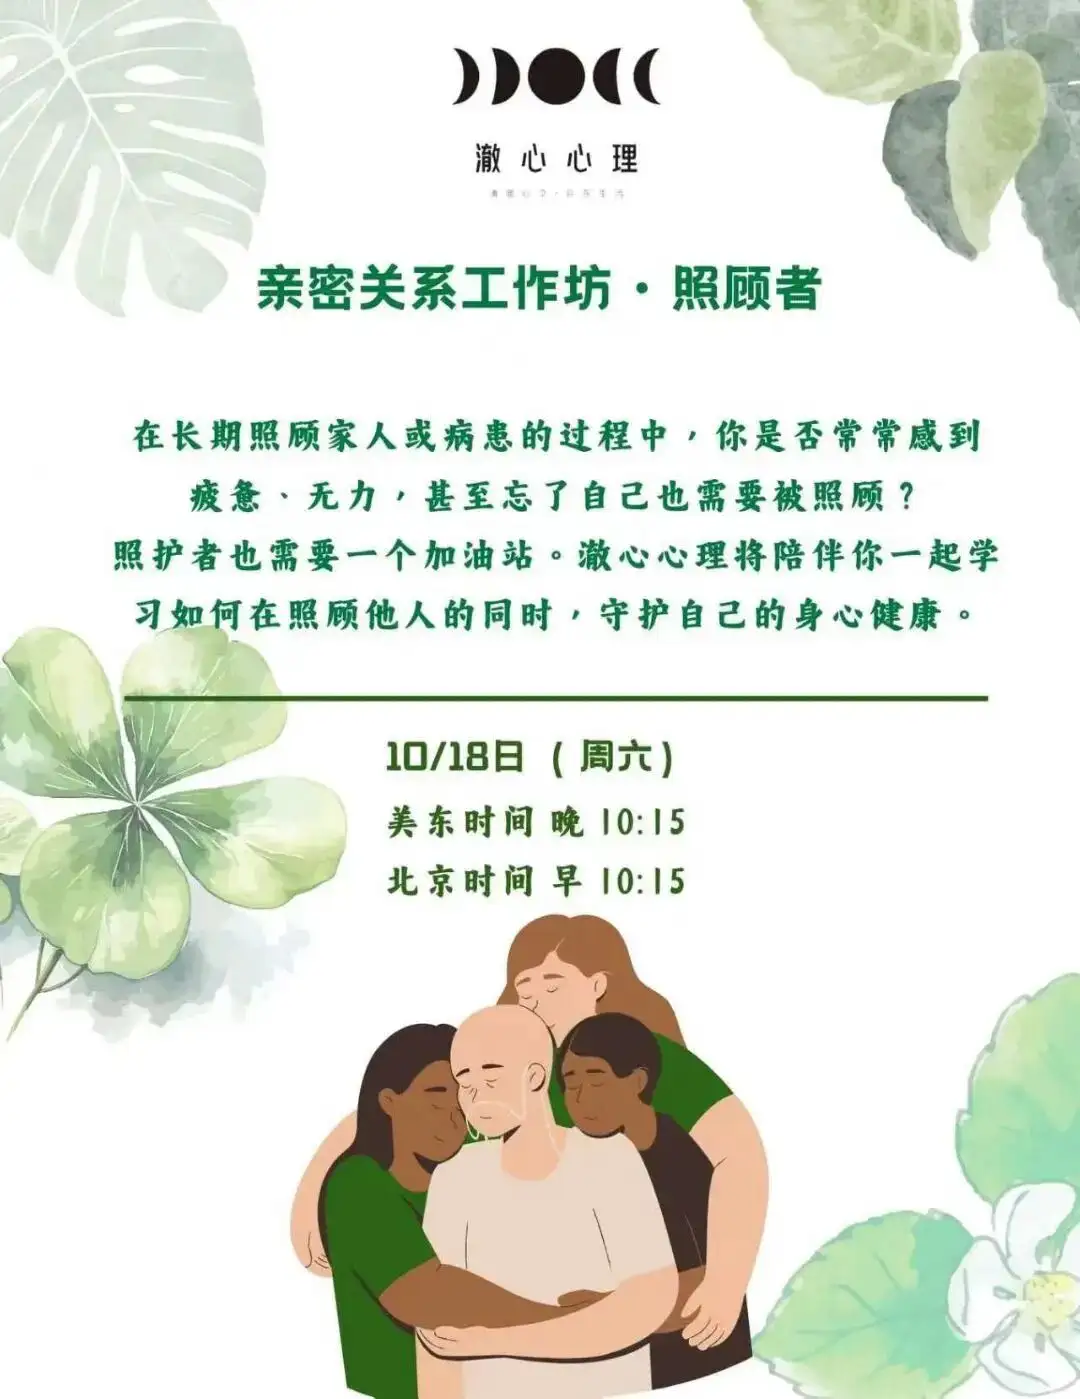 澈心心理
亲密关系工作坊·照顾者
在长期照顾家人或病患的过程中，你是否常常感到
疲惫、无力，甚至忘了自己也需要被照顾？
照护者也需要一个加油站。澈心心理将陪伴你一起学
习如何在照顾他人的同时，守护自己的身心健康。
10/18日 (周六)
美东时间 晚 10:15
北京时间 早 10:15